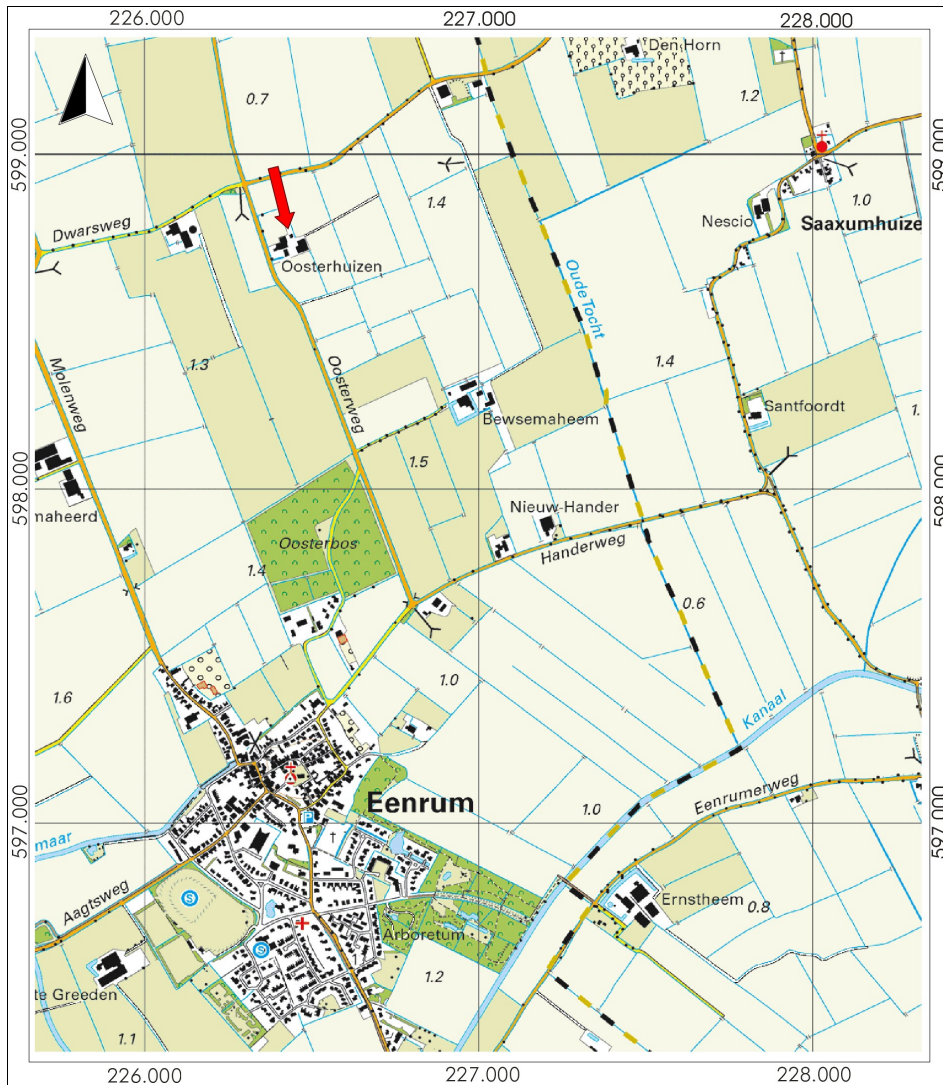 226.000
227.000
228.000
Den Horn
0.7
1.2
599.000
599.000
1.4
1.0
Dwarsweg
Nescio
Saaxumhuize
Oosterhuizen
Oude Tocht
1.3
Molenweg
Oosterweg
1.4
Bewsemaheem
Santfoordt
1.
1.5
598.000
598.000
maheerd
Nieuw-Hander
Oosterbos
Handerweg
1.4
0.6
1.6
1.0
Kanaal
Eenrumerweg
Eenrum
1.0
P
597.000
597.000
maar
Aagtsweg
S
Ernstheem
0.8
Arboretum
S
te Greeden
1.2
1.1
226.000
227.000
228.000